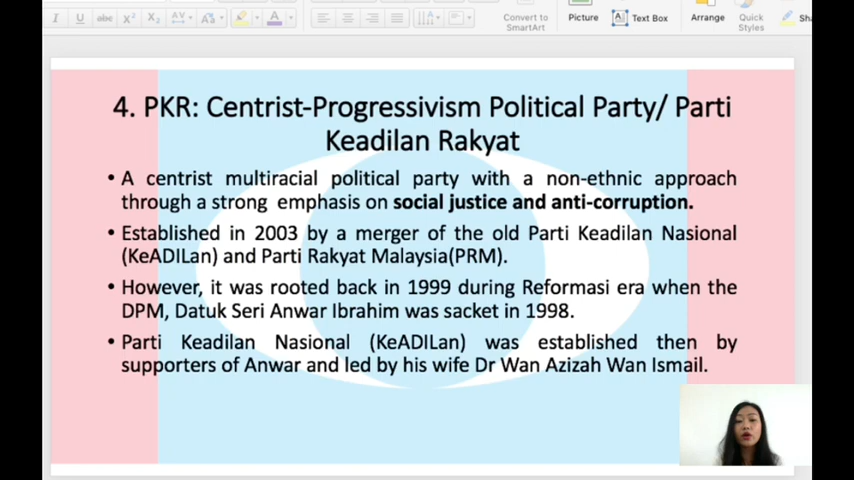 Convert to
SmartArt
Picture
Text Box
Arrange
Quick
Styles
4. PKR: Centrist-Progressivism Political Party/ Parti
Keadilan Rakyat
• A centrist multiracial political party with a non-ethnic approach
through a strong emphasis on social justice and anti-corruption.
• Established in 2003 by a merger of the old Parti Keadilan Nasional
(KeADILan) and Parti Rakyat Malaysia(PRM).
• However, it was rooted back in 1999 during Reformasi era when the
DPM, Datuk Seri Anwar Ibrahim was sacket in 1998.
• Parti Keadilan Nasional (KeADILan) was established then by
supporters of Anwar and led by his wife Dr Wan Azizah Wan Ismail.